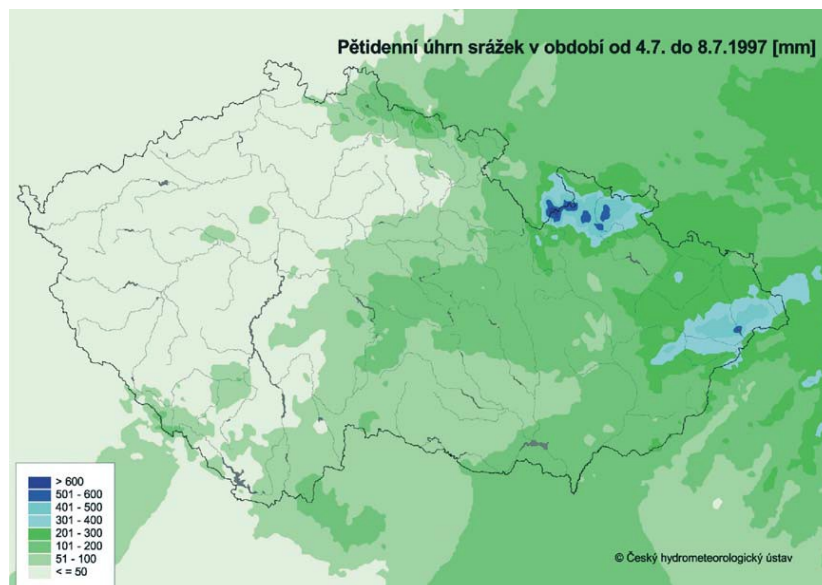 Pětidenní úhrn srážek v období od 4.7. do 8.7.1997 [mm]
> 600
501 - 600
401 - 500
301 - 400
201 - 300
101 - 200
51 - 100
< = 50
© Český hydrometeorologický ústav